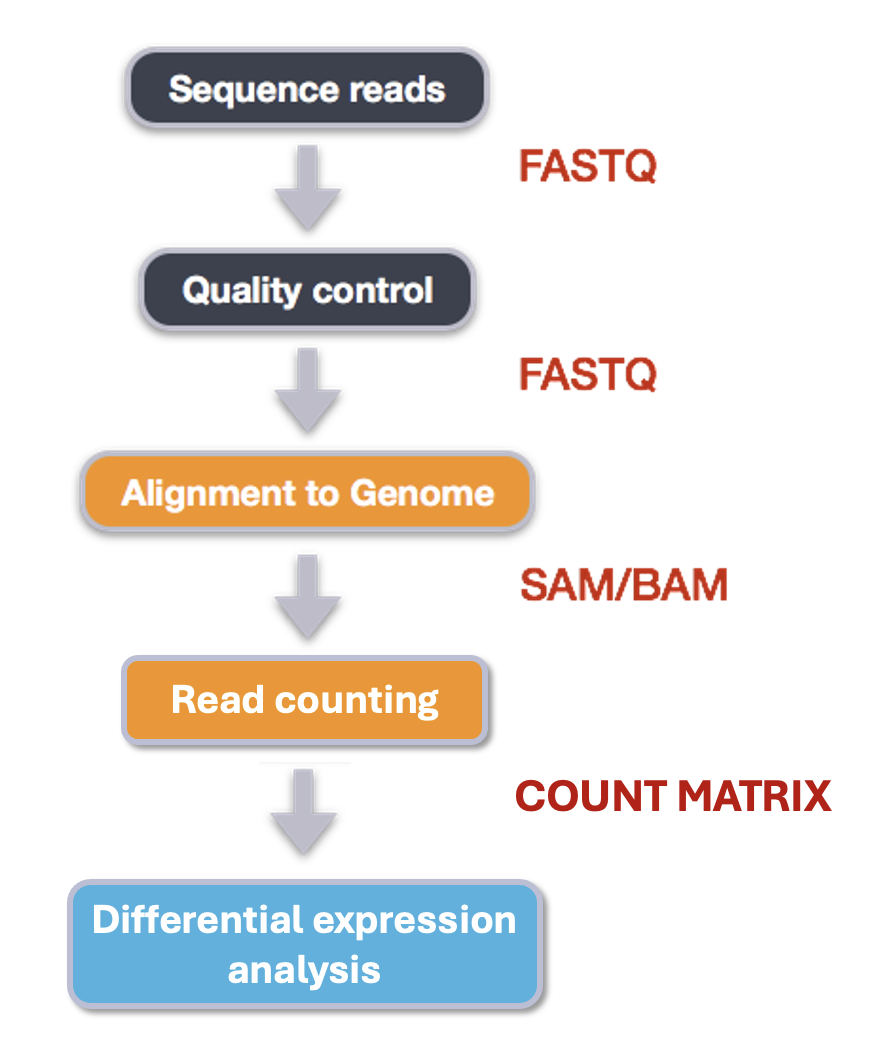 Sequence reads
FASTQ
Quality control
FASTQ
Alignment to Genome
SAM/BAM
Read counting
COUNT MATRIX
Differential expression
analysis